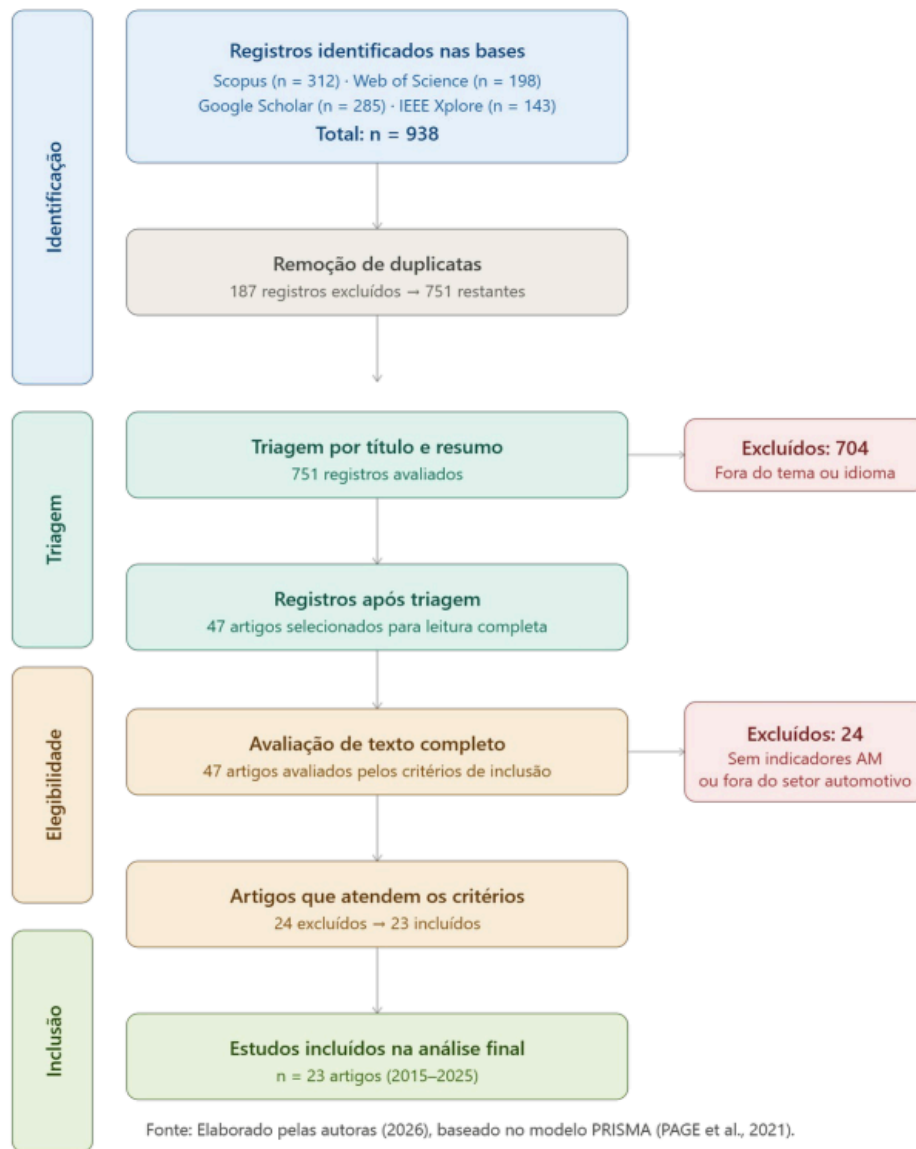 Identificação
Registros identificados nas bases
Scopus (n = 312) · Web of Science (n = 198)
Google Scholar (n = 285) · IEEE Xplore (n = 143)
Total: n = 938
Remoção de duplicatas
187 registros excluídos → 751 restantes
Triagem
Triagem por título e resumo
751 registros avaliados
Excluídos: 704
Fora do tema ou idioma
Registros após triagem
47 artigos selecionados para leitura completa
Elegibilidade
Avaliação de texto completo
47 artigos avaliados pelos critérios de inclusão
Excluídos: 24
Sem indicadores AM
ou fora do setor automotivo
Artigos que atendem os critérios
24 excluídos → 23 incluídos
Inclusão
Estudos incluídos na análise final
n = 23 artigos (2015–2025)
Fonte: Elaborado pelas autoras (2026), baseado no modelo PRISMA (PAGE et al., 2021).